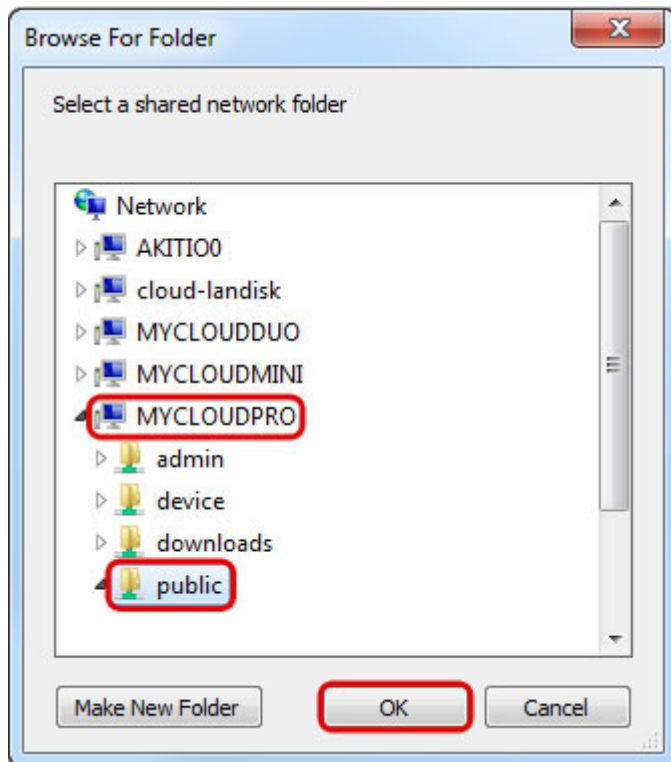 Browse For Folder
Select a shared network folder
Network
AKITIO0
cloud-landisk
MYCLOUDDUO
MYCLOUDMINI
MYCLOUDPRO
admin
device
downloads
public
Make New Folder OK Cancel